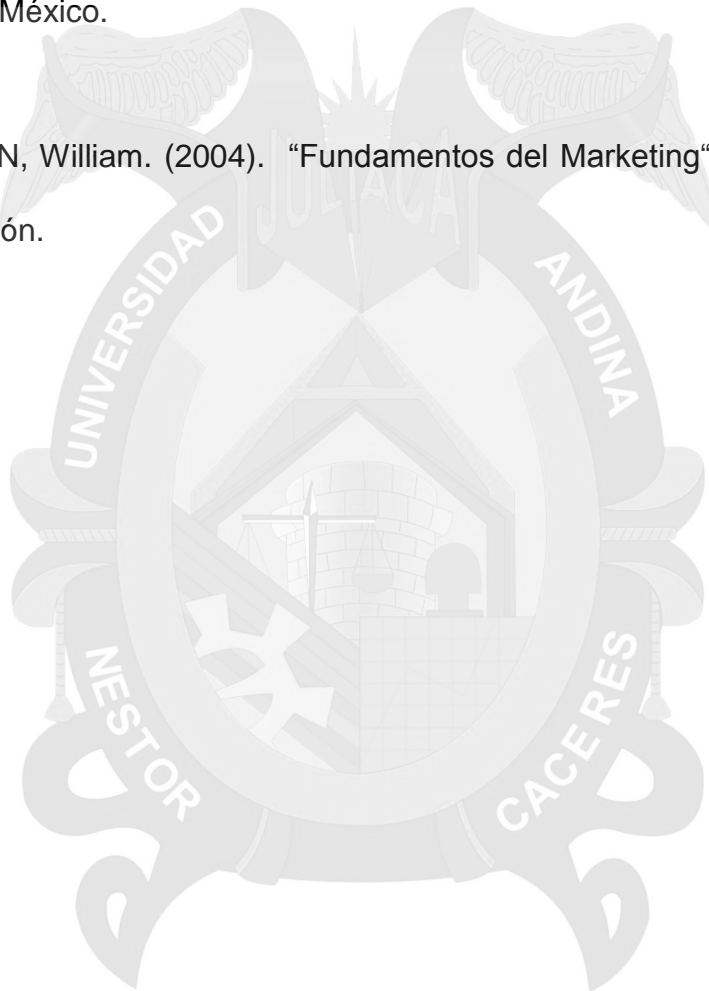 México.
N, William. (2004). “Fundamentos del Marketing“
ón.
JULIACA
UNIVERSIDAD
ANDINA
NESTOR
CACERES